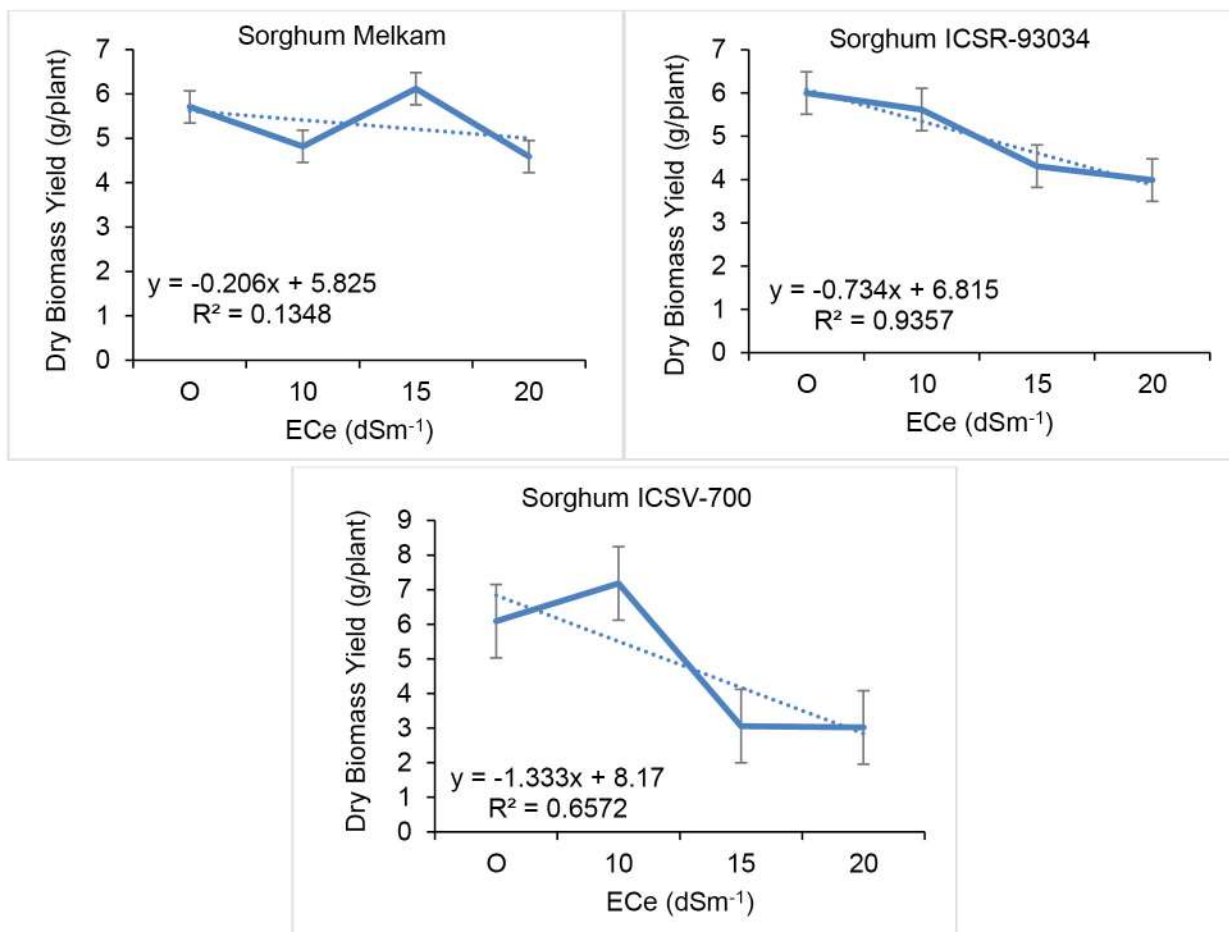 Sorghum Melkam
Dry Biomass Yield (g/plant)
7
6
5
4
3
2
1
0
y = -0.206x + 5.825
R² = 0.1348
O 10 15 20
ECe (dSm⁻¹)
Sorghum ICSR-93034
Dry Biomass Yield (g/plant)
7
6
5
4
3
2
1
0
y = -0.734x + 6.815
R² = 0.9357
O 10 15 20
ECe (dSm⁻¹)
Sorghum ICSV-700
Dry Biomass Yield (g/plant)
9
8
7
6
5
4
3
2
1
0
y = -1.333x + 8.17
R² = 0.6572
O 10 15 20
ECe (dSm⁻¹)